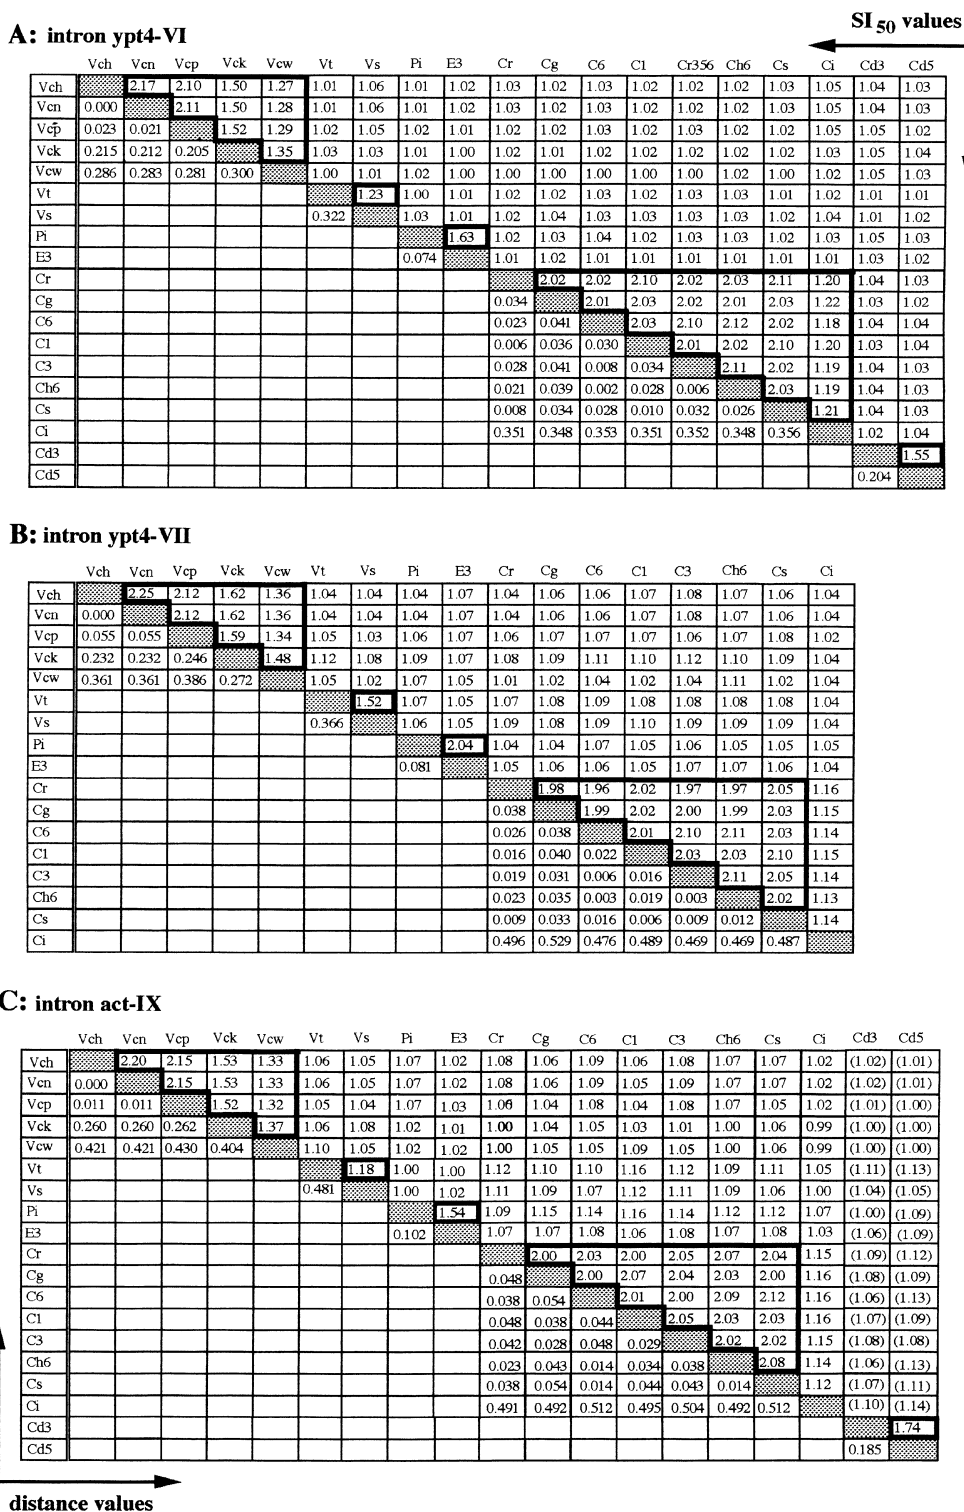 SI50 values
A: intron ypt4-VI
Vch Vcn Vcp Vck Vcw Vt Vs Pi E3 Cr Cg C6 C1 Cr356 Ch6 Cs Ci Cd3 Cd5
Vch 2.17 2.10 1.50 1.27 1.01 1.06 1.01 1.02 1.03 1.02 1.03 1.02 1.02 1.02 1.03 1.05 1.04 1.03
Vcn 0.000 2.11 1.50 1.28 1.01 1.06 1.01 1.02 1.03 1.02 1.03 1.02 1.02 1.02 1.03 1.05 1.04 1.03
Vcp 0.023 0.021 1.52 1.29 1.02 1.05 1.02 1.01 1.02 1.02 1.03 1.02 1.03 1.02 1.02 1.05 1.05 1.02
Vck 0.215 0.212 0.205 1.35 1.03 1.03 1.01 1.00 1.02 1.01 1.02 1.02 1.02 1.02 1.02 1.03 1.05 1.04
Vcw 0.286 0.283 0.281 0.300 1.00 1.01 1.02 1.00 1.00 1.00 1.00 1.00 1.00 1.02 1.00 1.02 1.05 1.03
Vt 1.23 1.00 1.01 1.02 1.02 1.03 1.02 1.03 1.03 1.01 1.02 1.01 1.01
Vs 0.322 1.03 1.01 1.02 1.04 1.03 1.03 1.03 1.03 1.02 1.04 1.01 1.02
Pi 1.63 1.02 1.03 1.04 1.02 1.03 1.03 1.02 1.03 1.05 1.03
E3 0.074 1.01 1.02 1.01 1.01 1.01 1.01 1.01 1.01 1.03 1.02
Cr 2.02 2.02 2.10 2.02 2.03 2.11 1.20 1.04 1.03
Cg 0.034 2.01 2.03 2.02 2.01 2.03 1.22 1.03 1.02
C6 0.023 0.041 2.03 2.10 2.12 2.02 1.18 1.04 1.04
C1 0.006 0.036 0.030 2.01 2.02 2.10 1.20 1.03 1.04
C3 0.028 0.041 0.008 0.034 2.11 2.02 1.19 1.04 1.03
Ch6 0.021 0.039 0.002 0.028 0.006 2.03 1.19 1.04 1.03
Cs 0.008 0.034 0.028 0.010 0.032 0.026 1.21 1.04 1.03
Ci 0.351 0.348 0.353 0.351 0.352 0.348 0.356 1.02 1.04
Cd3 1.55
Cd5 0.204
B: intron ypt4-VII
Vch Vcn Vcp Vck Vcw Vt Vs Pi E3 Cr Cg C6 C1 C3 Ch6 Cs Ci
Vch 2.25 2.12 1.62 1.36 1.04 1.04 1.04 1.07 1.04 1.06 1.06 1.07 1.08 1.07 1.06 1.04
Vcn 0.000 2.12 1.62 1.36 1.04 1.04 1.04 1.07 1.04 1.06 1.06 1.07 1.08 1.07 1.06 1.04
Vcp 0.055 0.055 1.59 1.34 1.05 1.03 1.06 1.07 1.06 1.07 1.07 1.07 1.06 1.07 1.08 1.02
Vck 0.232 0.232 0.246 1.48 1.12 1.08 1.09 1.07 1.08 1.09 1.11 1.10 1.12 1.10 1.09 1.04
Vcw 0.361 0.361 0.386 0.272 1.05 1.02 1.07 1.05 1.01 1.02 1.04 1.02 1.04 1.11 1.02 1.04
Vt 1.52 1.07 1.05 1.07 1.08 1.09 1.08 1.08 1.08 1.08 1.04
Vs 0.366 1.06 1.05 1.09 1.08 1.09 1.10 1.09 1.09 1.09 1.04
Pi 2.04 1.04 1.04 1.07 1.05 1.06 1.05 1.05 1.05
E3 0.081 1.05 1.06 1.06 1.05 1.07 1.07 1.06 1.04
Cr 1.98 1.96 2.02 1.97 1.97 2.05 1.16
Cg 0.038 1.99 2.02 2.00 1.99 2.03 1.15
C6 0.026 0.038 2.01 2.10 2.11 2.03 1.14
C1 0.016 0.040 0.022 2.03 2.03 2.10 1.15
C3 0.019 0.031 0.006 0.016 2.11 2.05 1.14
Ch6 0.023 0.035 0.003 0.019 0.003 2.02 1.13
Cs 0.009 0.033 0.016 0.006 0.009 0.012 1.14
Ci 0.496 0.529 0.476 0.489 0.469 0.469 0.487
C: intron act-IX
Vch Vcn Vcp Vck Vcw Vt Vs Pi E3 Cr Cg C6 C1 C3 Ch6 Cs Ci Cd3 Cd5
Vch 2.20 2.15 1.53 1.33 1.06 1.05 1.07 1.02 1.08 1.06 1.09 1.06 1.08 1.07 1.07 1.02 (1.02) (1.01)
Vcn 0.000 2.15 1.53 1.33 1.06 1.05 1.07 1.02 1.08 1.06 1.09 1.05 1.09 1.07 1.07 1.02 (1.02) (1.01)
Vcp 0.011 0.011 1.52 1.32 1.05 1.04 1.07 1.03 1.06 1.04 1.08 1.04 1.08 1.07 1.05 1.02 (1.01) (1.00)
Vck 0.260 0.260 0.262 1.37 1.06 1.08 1.02 1.01 1.00 1.04 1.05 1.03 1.01 1.00 1.06 0.99 (1.00) (1.00)
Vcw 0.421 0.421 0.430 0.404 1.10 1.05 1.02 1.02 1.00 1.05 1.05 1.09 1.05 1.00 1.06 0.99 (1.00) (1.00)
Vt 1.18 1.00 1.00 1.12 1.10 1.10 1.16 1.12 1.09 1.11 1.05 (1.11) (1.13)
Vs 0.481 1.00 1.02 1.11 1.09 1.07 1.12 1.11 1.09 1.06 1.00 (1.04) (1.05)
Pi 1.54 1.09 1.15 1.14 1.16 1.14 1.12 1.12 1.07 (1.00) (1.09)
E3 0.102 1.07 1.07 1.08 1.06 1.08 1.07 1.08 1.03 (1.06) (1.09)
Cr 2.00 2.03 2.00 2.05 2.07 2.04 1.15 (1.09) (1.12)
Cg 0.048 2.00 2.07 2.04 2.03 2.00 1.16 (1.08) (1.09)
C6 0.038 0.054 2.01 2.00 2.09 2.12 1.16 (1.06) (1.13)
C1 0.048 0.038 0.044 2.05 2.03 2.03 1.16 (1.07) (1.09)
C3 0.042 0.028 0.048 0.029 2.02 2.02 1.15 (1.08) (1.08)
Ch6 0.023 0.043 0.014 0.034 0.038 2.08 1.14 (1.06) (1.13)
Cs 0.038 0.054 0.014 0.044 0.043 0.014 1.12 (1.07) (1.11)
Ci 0.491 0.492 0.512 0.495 0.504 0.492 0.512 (1.10) (1.14)
Cd3 1.74
Cd5 0.185
distance values